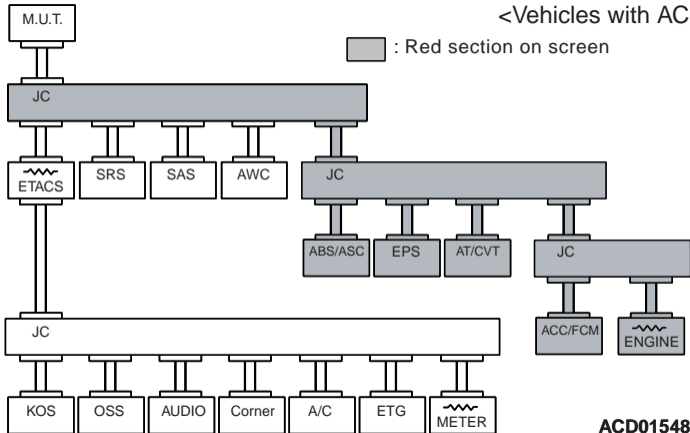 M.U.T.
<Vehicles with AC
: Red section on screen
JC
ETACS
SRS
SAS
AWC
JC
ABS/ASC
EPS
AT/CVT
JC
ACC/FCM
ENGINE
JC
KOS
OSS
AUDIO
Corner
A/C
ETG
METER
ACD01548